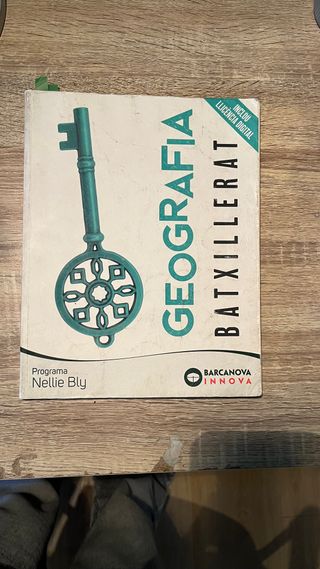 INCLOU
LLICÈNCIA DIGITAL
GEOGRAFIA
BATXILLERAT
Programa
Nellie Bly
BARCANOVA
INNOVA